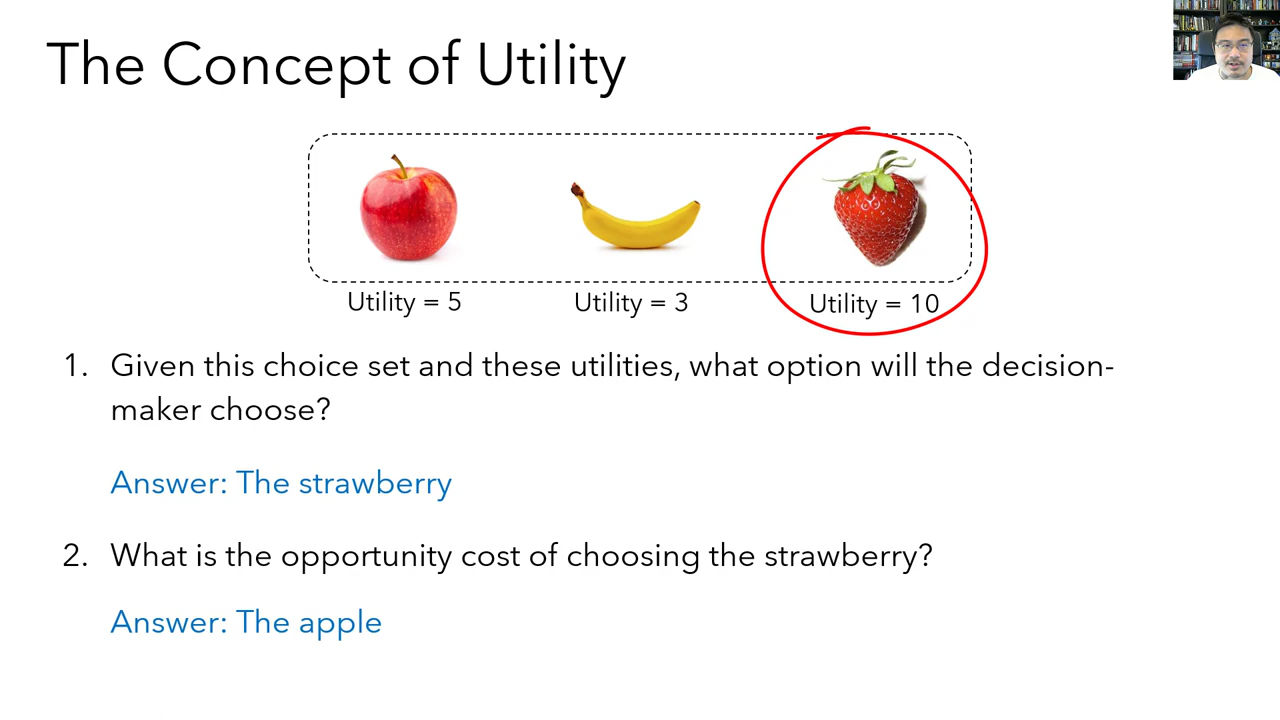 The Concept of Utility
Utility = 5
Utility = 3
Utility = 10
1. Given this choice set and these utilities, what option will the decision-
maker choose?
Answer: The strawberry
2. What is the opportunity cost of choosing the strawberry?
Answer: The apple